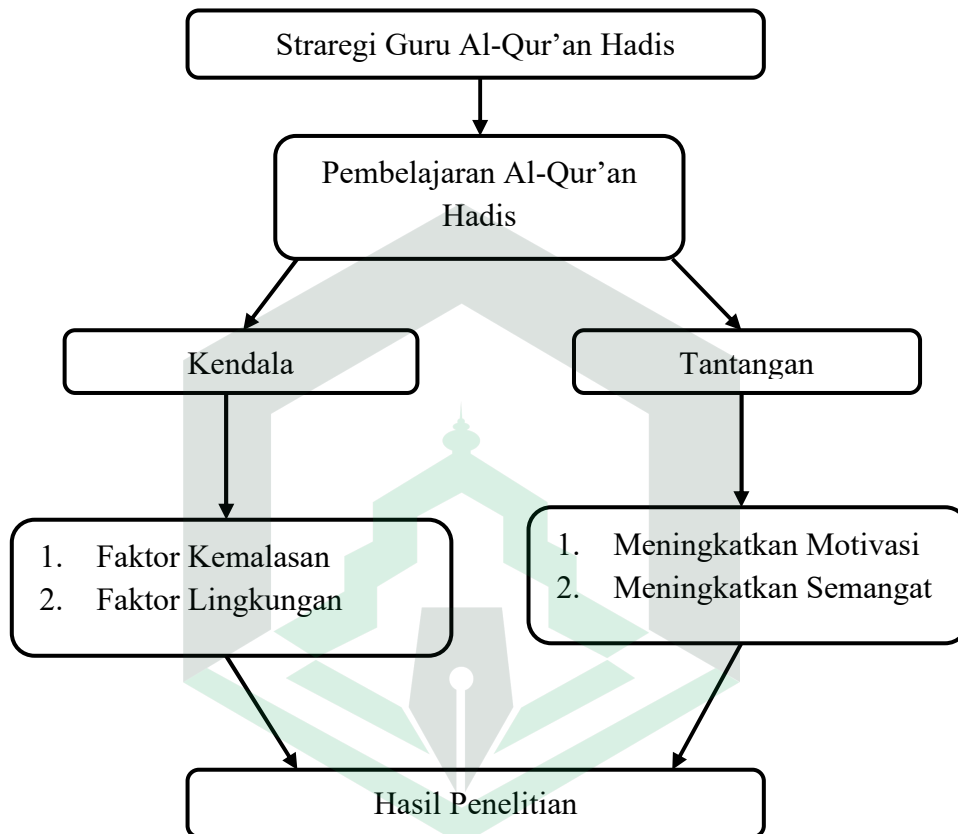 Straregi Guru Al-Qur’an Hadis
Pembelajaran Al-Qur’an
Hadis
Kendala
Tantangan
1. Faktor Kemalasan
2. Faktor Lingkungan
1. Meningkatkan Motivasi
2. Meningkatkan Semangat
Hasil Penelitian